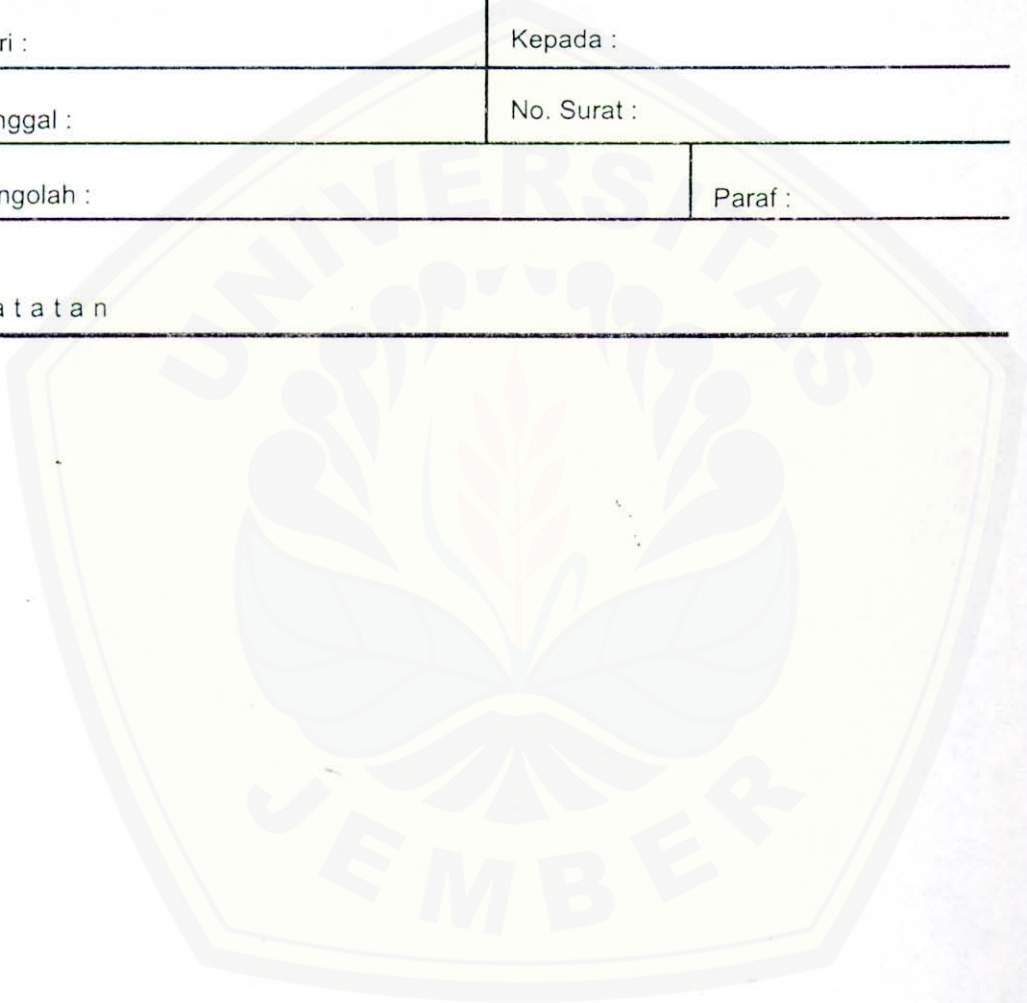 ri :
Kepada :
nggal :
No. Surat :
ngolah :
Paraf :
a t a t a n
UNIVERSITAS
JEMBER